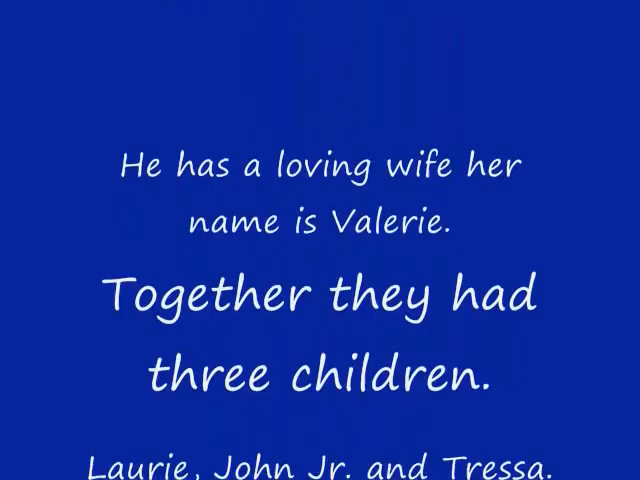 He has a loving wife her
name is Valerie.
Together they had
three children.
Laurie, John Jr. and Tressa.